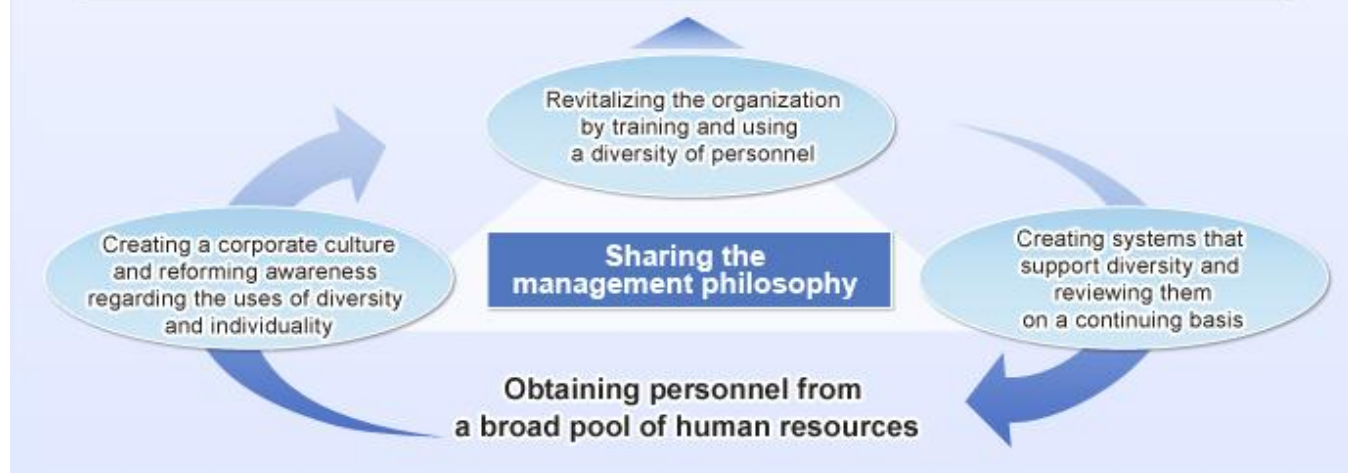 Revitalizing the organization
by training and using
a diversity of personnel
Creating a corporate culture
and reforming awareness
regarding the uses of diversity
and individuality
Sharing the
management philosophy
Creating systems that
support diversity and
reviewing them
on a continuing basis
Obtaining personnel from
a broad pool of human resources